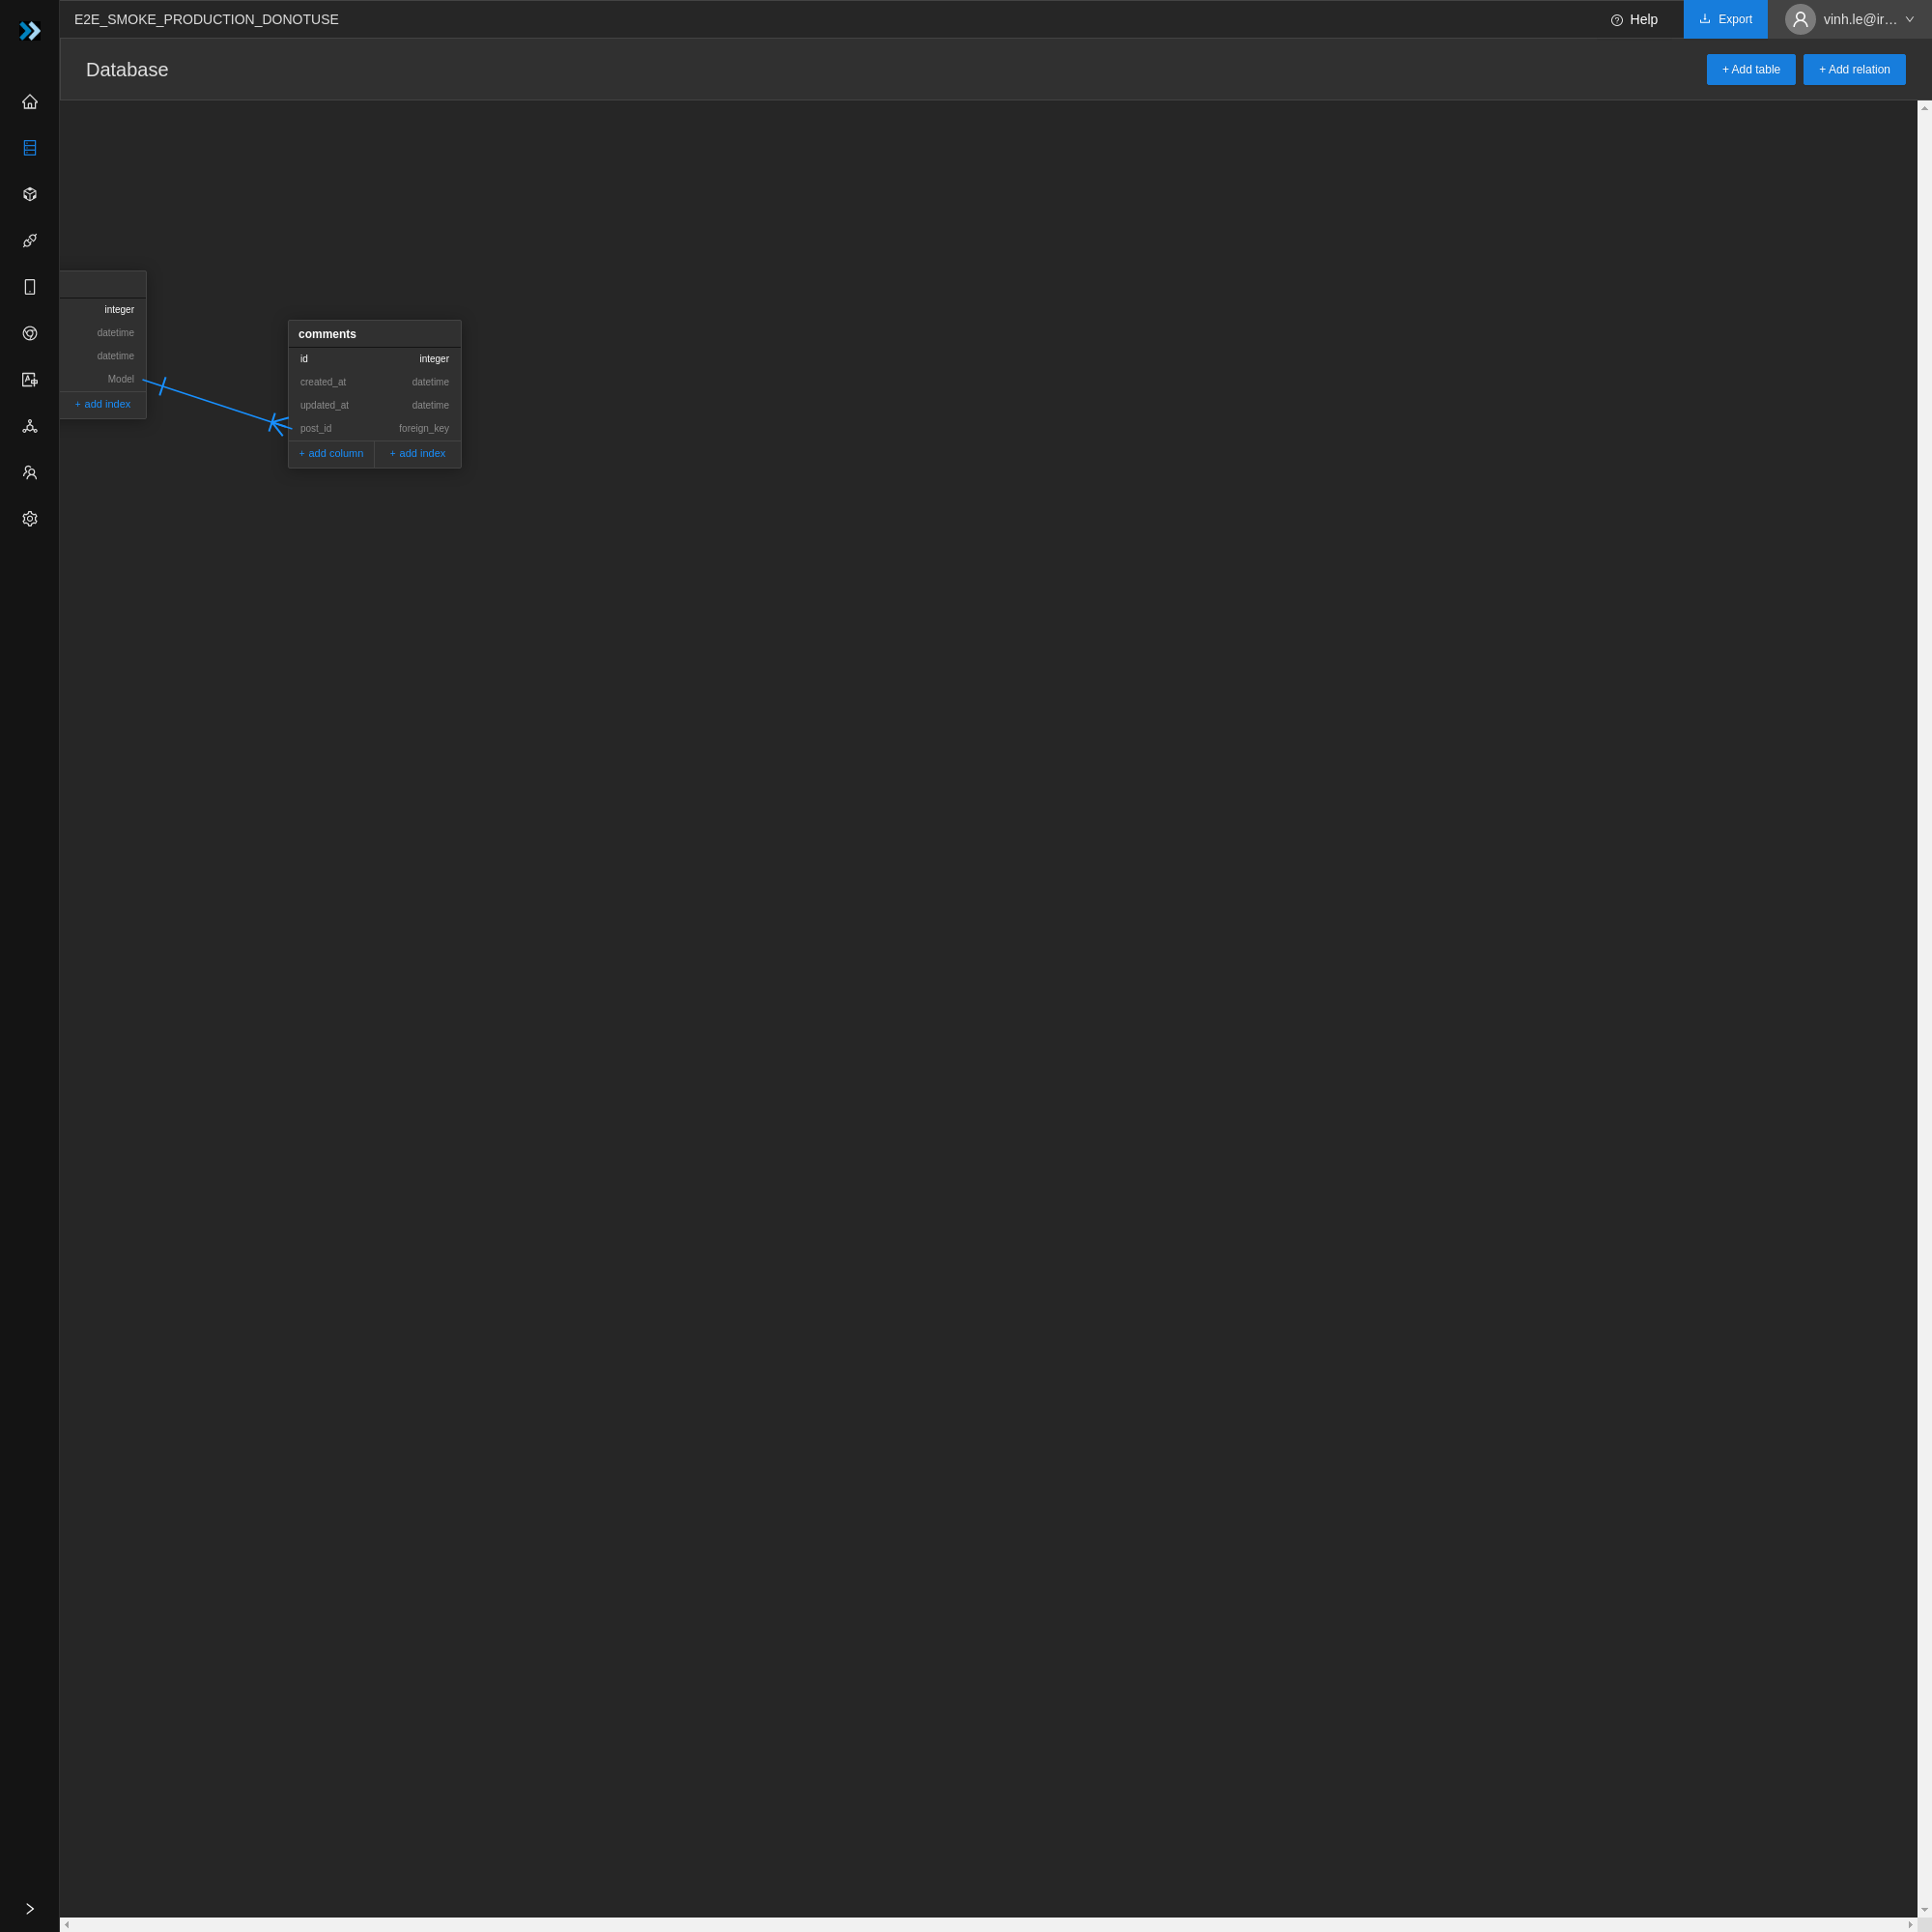 E2E_SMOKE_PRODUCTION_DONOTUSE
Help
Export
vinh.le@ir…
Database
+ Add table
+ Add relation
integer
datetime
datetime
Model
+ add index
comments
id integer
created_at datetime
updated_at datetime
post_id foreign_key
+ add column + add index